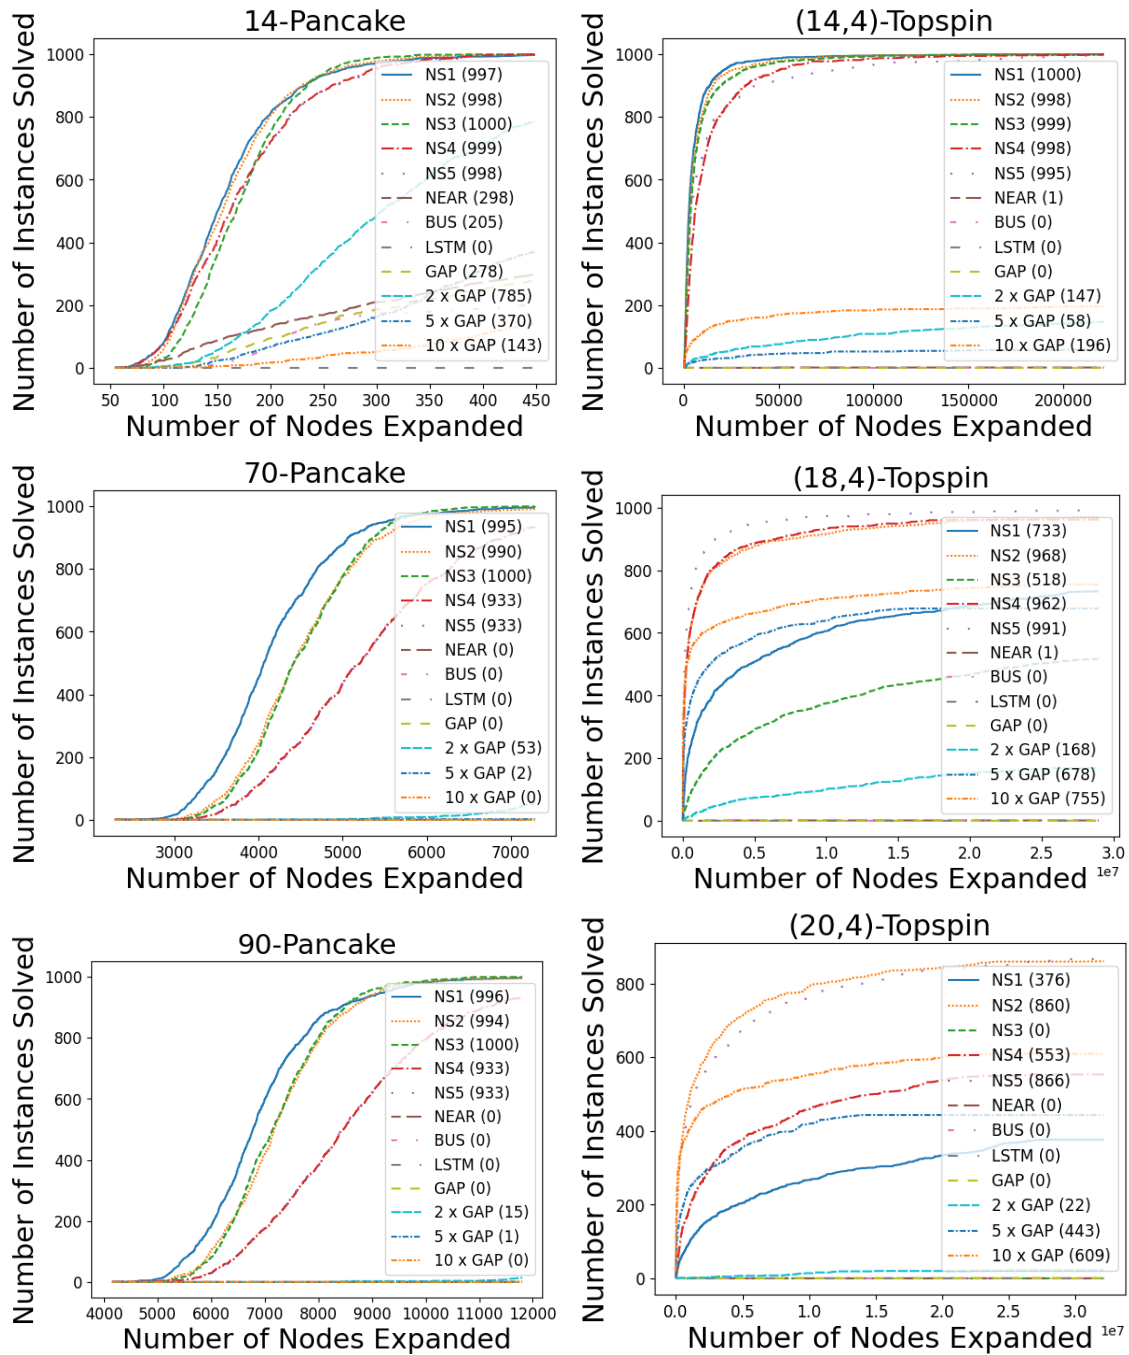 14-Pancake
Number of Instances Solved
1000
800
600
400
200
0
NS1 (997)
NS2 (998)
NS3 (1000)
NS4 (999)
NS5 (998)
NEAR (298)
BUS (205)
LSTM (0)
GAP (278)
2 x GAP (785)
5 x GAP (370)
10 x GAP (143)
50 100 150 200 250 300 350 400 450
Number of Nodes Expanded
(14,4)-Topspin
Number of Instances Solved
1000
800
600
400
200
0
NS1 (1000)
NS2 (998)
NS3 (999)
NS4 (998)
NS5 (995)
NEAR (1)
BUS (0)
LSTM (0)
GAP (0)
2 x GAP (147)
5 x GAP (58)
10 x GAP (196)
0 50000 100000 150000 200000
Number of Nodes Expanded
70-Pancake
Number of Instances Solved
1000
800
600
400
200
0
NS1 (995)
NS2 (990)
NS3 (1000)
NS4 (933)
NS5 (933)
NEAR (0)
BUS (0)
LSTM (0)
GAP (0)
2 x GAP (53)
5 x GAP (2)
10 x GAP (0)
3000 4000 5000 6000 7000
Number of Nodes Expanded
(18,4)-Topspin
Number of Instances Solved
1000
800
600
400
200
0
NS1 (733)
NS2 (968)
NS3 (518)
NS4 (962)
NS5 (991)
NEAR (1)
BUS (0)
LSTM (0)
GAP (0)
2 x GAP (168)
5 x GAP (678)
10 x GAP (755)
0.0 0.5 1.0 1.5 2.0 2.5 3.0
1e7
Number of Nodes Expanded
90-Pancake
Number of Instances Solved
1000
800
600
400
200
0
NS1 (996)
NS2 (994)
NS3 (1000)
NS4 (933)
NS5 (933)
NEAR (0)
BUS (0)
LSTM (0)
GAP (0)
2 x GAP (15)
5 x GAP (1)
10 x GAP (0)
4000 5000 6000 7000 8000 9000 10000 11000 12000
Number of Nodes Expanded
(20,4)-Topspin
Number of Instances Solved
800
600
400
200
0
NS1 (376)
NS2 (860)
NS3 (0)
NS4 (553)
NS5 (866)
NEAR (0)
BUS (0)
LSTM (0)
GAP (0)
2 x GAP (22)
5 x GAP (443)
10 x GAP (609)
0.0 0.5 1.0 1.5 2.0 2.5 3.0
1e7
Number of Nodes Expanded